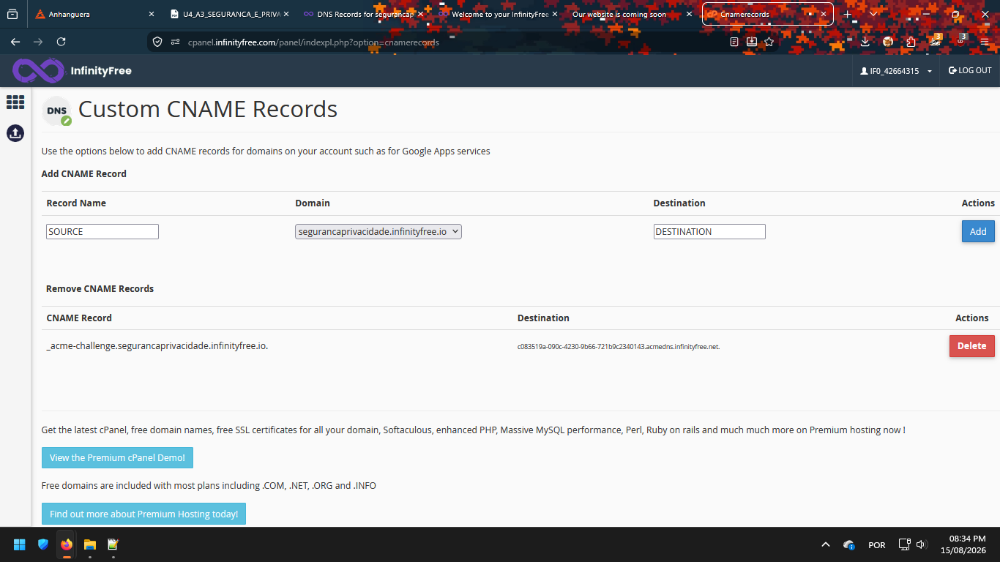 Anhanguera
U4_A3_SEGURANCA_E_PRIVA
DNS Records for segurancap
Welcome to your InfinityFree
Our website is coming soon
Cnamerecords
cpanel.infinityfree.com/panel/indexpl.php?option=cnamerecords
3
3
InfinityFree
IF0_42664315
LOG OUT
DNS
Custom CNAME Records
Use the options below to add CNAME records for domains on your account such as for Google Apps services
Add CNAME Record
Record Name Domain Destination Actions
SOURCE segurancaprivacidade.infinityfree.io DESTINATION Add
Remove CNAME Records
CNAME Record Destination Actions
_acme-challenge.segurancaprivacidade.infinityfree.io. c083519a-090c-4230-9b66-721b9c2340143.acmedns.infinityfree.net. Delete
Get the latest cPanel, free domain names, free SSL certificates for all your domain, Softaculous, enhanced PHP, Massive MySQL performance, Perl, Ruby on rails and much much more on Premium hosting now !
View the Premium cPanel Demo!
Free domains are included with most plans including .COM, .NET, .ORG and .INFO
Find out more about Premium Hosting today!
POR
08:34 PM
15/08/2026